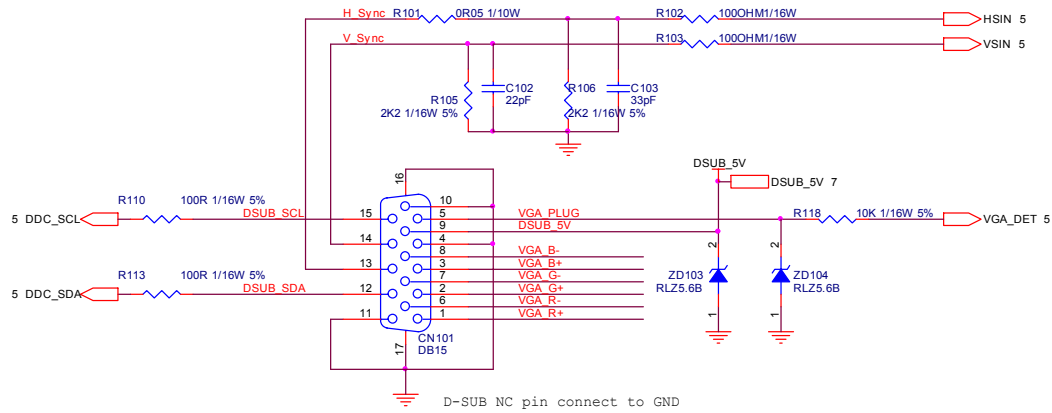 H_Sync R101 0R05 1/10W R102 100OHM1/16W HSIN 5
V_Sync R103 100OHM1/16W VSIN 5
R105
2K2 1/16W 5%
C102
22pF
R106
2K2 1/16W 5%
C103
33pF
DSUB_5V
DSUB_5V 7
16
R110 100R 1/16W 5%
5 DDC_SCL DSUB_SCL 15
14
13
R113 100R 1/16W 5%
5 DDC_SDA DSUB_SDA 12
11
10
5 VGA_PLUG
9 DSUB_5V
4
8 VGA_B-
3 VGA_B+
7 VGA_G-
2 VGA_G+
6 VGA_R-
1 VGA_R+
R118 10K 1/16W 5% VGA_DET 5
2
ZD103
RLZ5.6B
1
2
ZD104
RLZ5.6B
1
17
CN101
DB15
D-SUB NC pin connect to GND